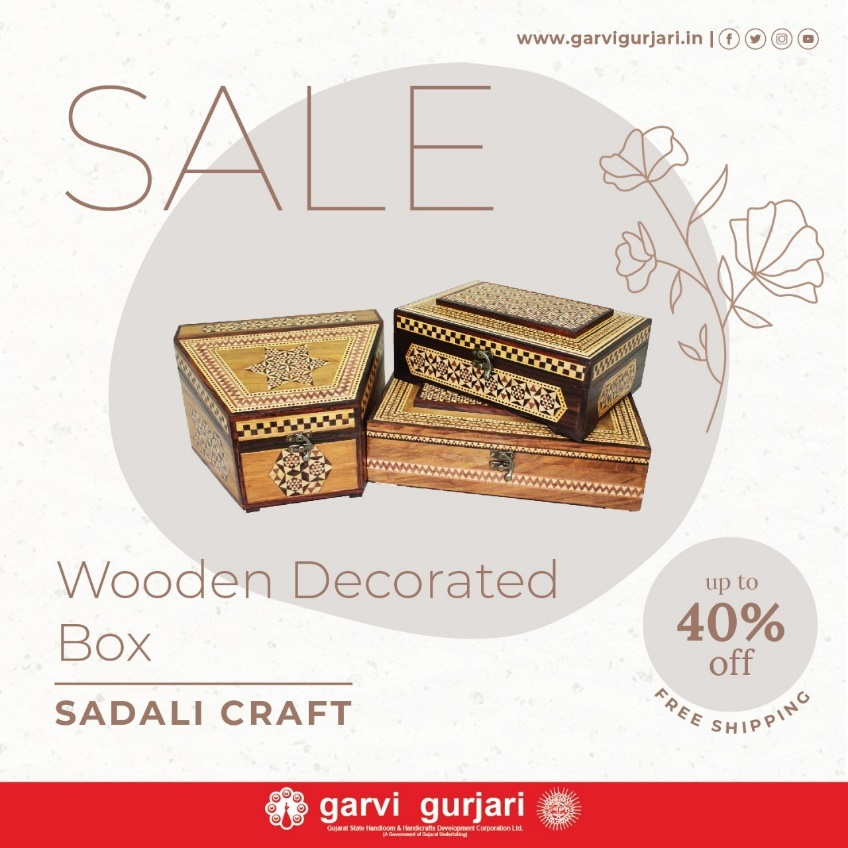 www.garvigurjari.in |
SALE
Wooden Decorated
Box
SADALI CRAFT
up to
40%
off
FREE SHIPPING
garvi gurjari
Gujarat State Handloom & Handicrafts Development Corporation Ltd.
(A Government of Gujarat Undertaking)